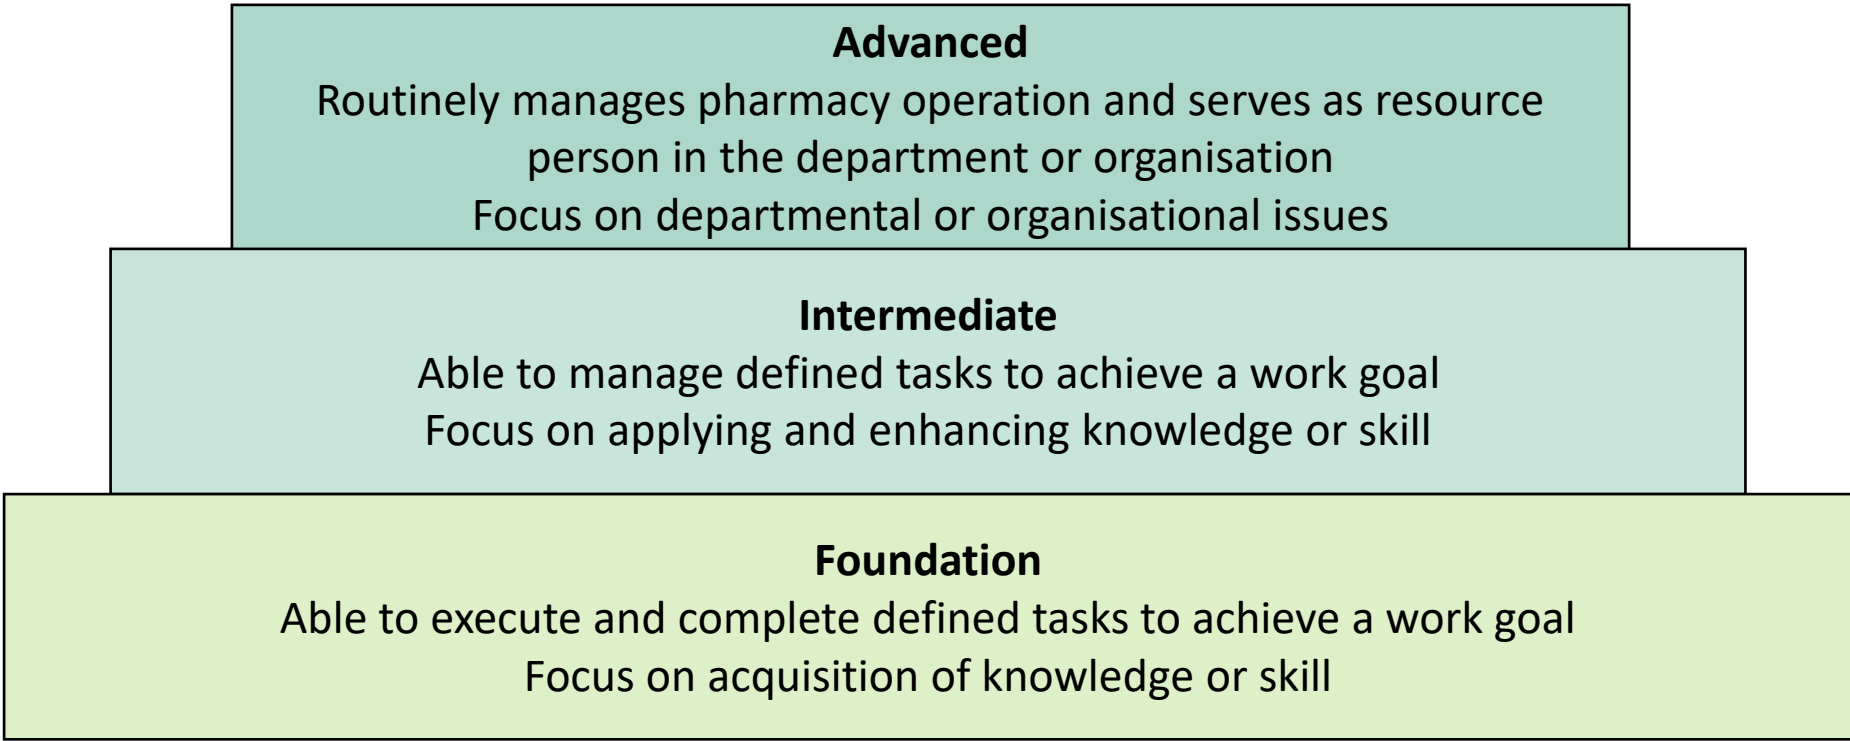 Advanced
Routinely manages pharmacy operation and serves as resource
person in the department or organisation
Focus on departmental or organisational issues
Intermediate
Able to manage defined tasks to achieve a work goal
Focus on applying and enhancing knowledge or skill
Foundation
Able to execute and complete defined tasks to achieve a work goal
Focus on acquisition of knowledge or skill